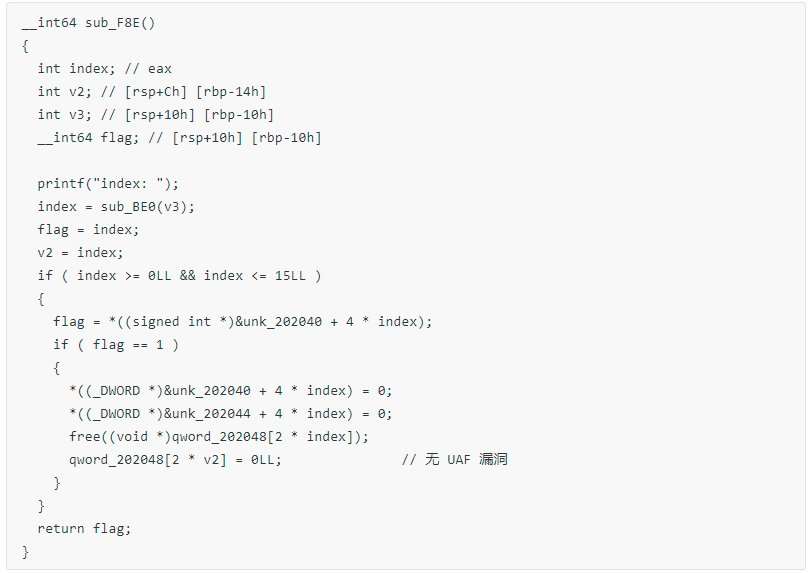 __int64 sub_F8E()
{
  int index; // eax
  int v2; // [rsp+Ch] [rbp-14h]
  int v3; // [rsp+10h] [rbp-10h]
  __int64 flag; // [rsp+10h] [rbp-10h]

  printf("index: ");
  index = sub_BE0(v3);
  flag = index;
  v2 = index;
  if ( index >= 0LL && index <= 15LL )
  {
    flag = *((signed int *)&unk_202040 + 4 * index);
    if ( flag == 1 )
    {
      *((_DWORD *)&unk_202040 + 4 * index) = 0;
      *((_DWORD *)&unk_202044 + 4 * index) = 0;
      free((void *)qword_202048[2 * index]);
      qword_202048[2 * v2] = 0LL;               // 无 UAF 漏洞
    }
  }
  return flag;
}